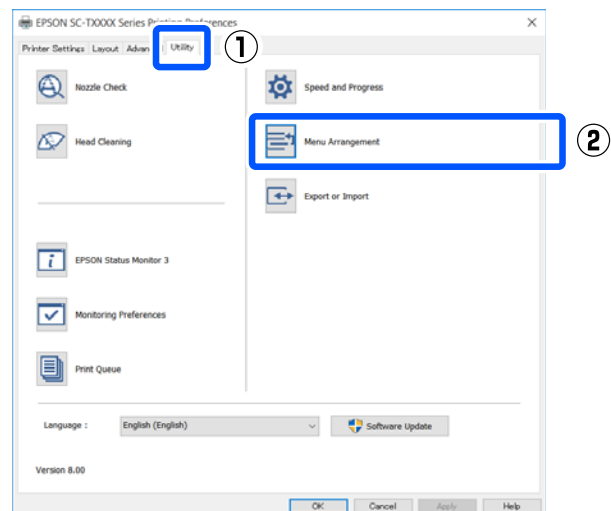 EPSON SC-TXXXX Series Printing Preferences
Printer Settings Layout Advan Utility ①
Nozzle Check
Speed and Progress
Head Cleaning
Menu Arrangement ②
Export or Import
EPSON Status Monitor 3
Monitoring Preferences
Print Queue
Language : English (English) Software Update
Version 8.00
OK Cancel Apply Help